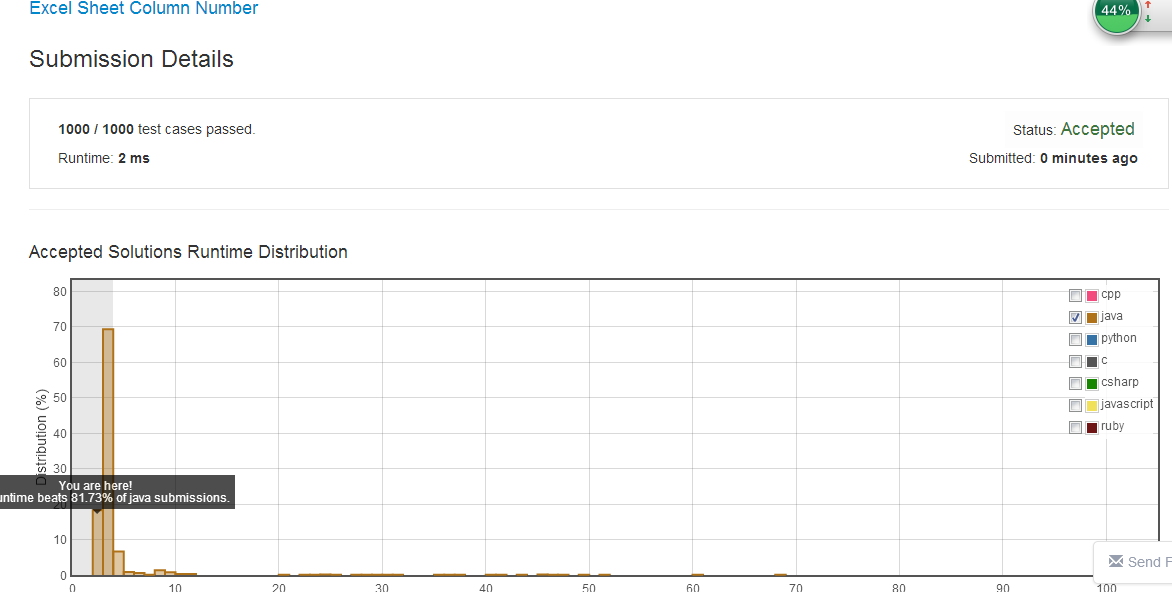 Excel Sheet Column Number
44%
Submission Details
1000 / 1000 test cases passed.
Status: Accepted
Runtime: 2 ms
Submitted: 0 minutes ago
Accepted Solutions Runtime Distribution
Distribution (%)
80
70
60
50
40
30
20
10
0
You are here!
beats 81.73% of java submissions.
cpp
java
python
c
csharp
javascript
ruby
0
10
20
30
40
50
60
70
80
90
100
Send